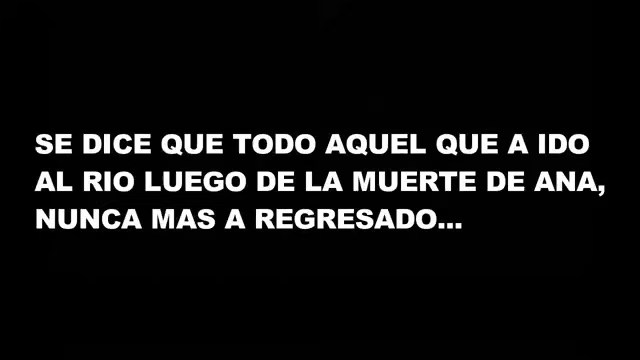 SE DICE QUE TODO AQUEL QUE A IDO
AL RIO LUEGO DE LA MUERTE DE ANA,
NUNCA MAS A REGRESADO...